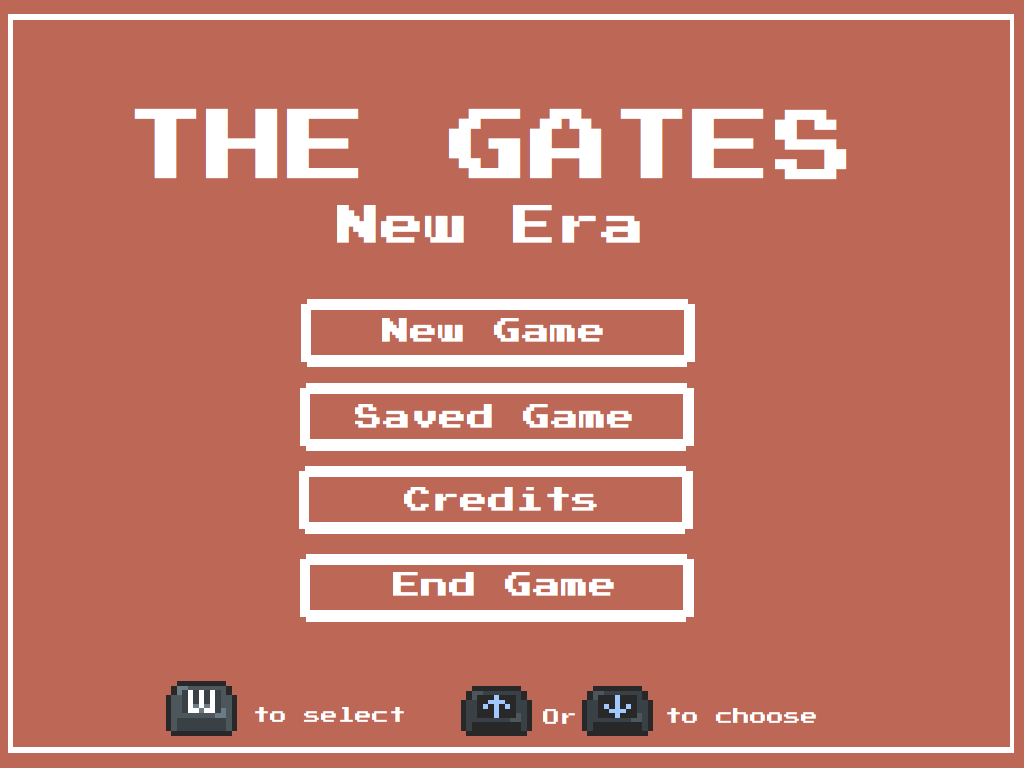 THE GATES
New Era
New Game
Saved Game
Credits
End Game
W to select ↑ Or ↓ to choose